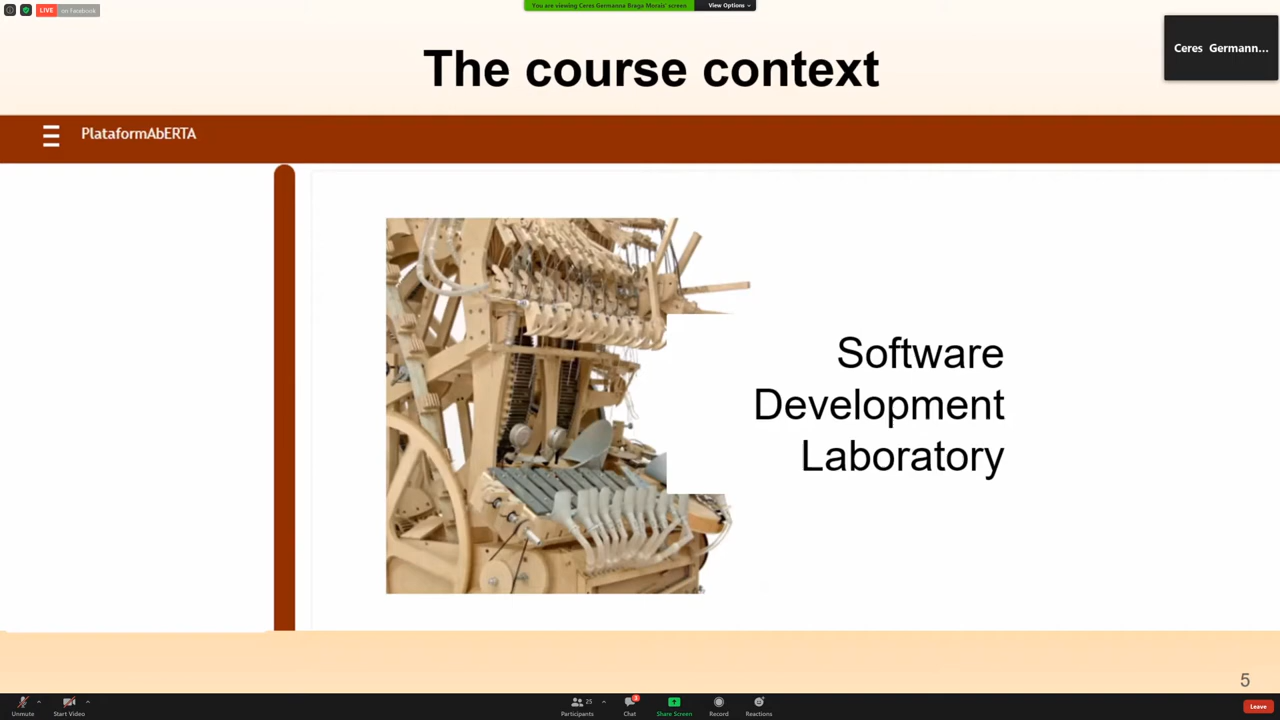 LIVE on Facebook
You are viewing Ceres Germanna Braga Morais' screen
View Options
Ceres Germann...
The course context
PlataformAbERTA
Software
Development
Laboratory
5
Unmute
Start Video
25
Participants
3
Chat
Share Screen
Record
Reactions
Leave